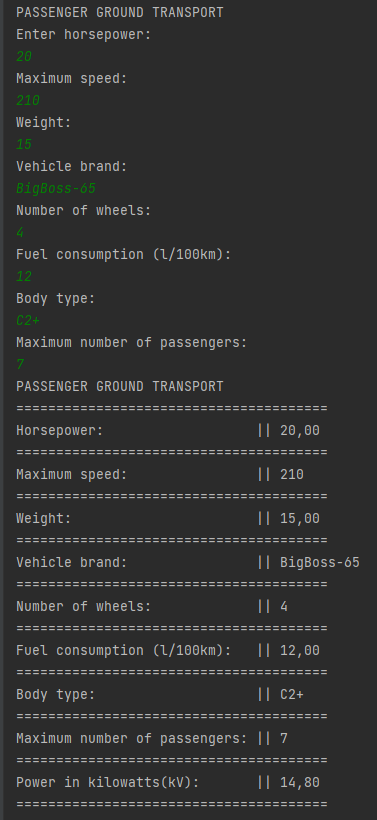 PASSENGER GROUND TRANSPORT
Enter horsepower:
20
Maximum speed:
210
Weight:
15
Vehicle brand:
BigBoss-65
Number of wheels:
4
Fuel consumption (l/100km):
12
Body type:
C2+
Maximum number of passengers:
7
PASSENGER GROUND TRANSPORT
=======================================
Horsepower:                   || 20,00
=======================================
Maximum speed:                || 210
=======================================
Weight:                       || 15,00
=======================================
Vehicle brand:                || BigBoss-65
=======================================
Number of wheels:             || 4
=======================================
Fuel consumption (l/100km):   || 12,00
=======================================
Body type:                    || C2+
=======================================
Maximum number of passengers: || 7
=======================================
Power in kilowatts(kV):       || 14,80
=======================================